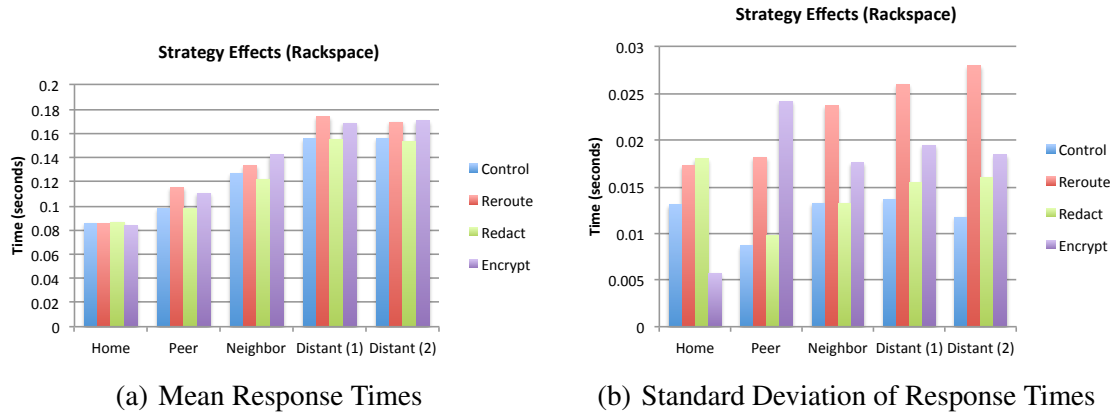 Strategy Effects (Rackspace)
Time (seconds)
0.2
0.18
0.16
0.14
0.12
0.1
0.08
0.06
0.04
0.02
0
Home Peer Neighbor Distant (1) Distant (2)
Control
Reroute
Redact
Encrypt
(a) Mean Response Times
Strategy Effects (Rackspace)
Time (seconds)
0.03
0.025
0.02
0.015
0.01
0.005
0
Home Peer Neighbor Distant (1) Distant (2)
Control
Reroute
Redact
Encrypt
(b) Standard Deviation of Response Times